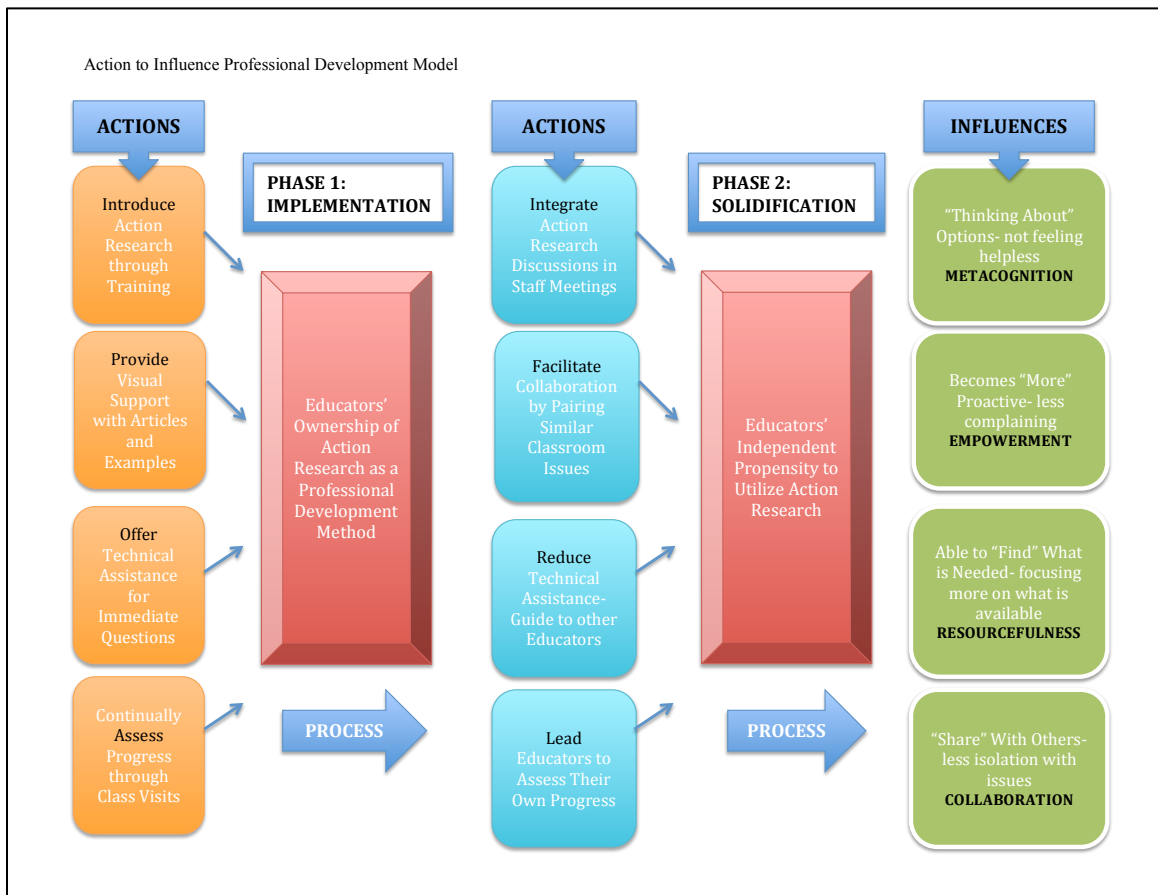 Action to Influence Professional Development Model
ACTIONS
Introduce
Action
Research
through
Training
Provide
Visual
Support
with Articles
and
Examples
Offer
Technical
Assistance
for
Immediate
Questions
Continually
Assess
Progress
through
Class Visits
PHASE 1:
IMPLEMENTATION
Educators’
Ownership of
Action
Research as a
Professional
Development
Method
PROCESS
ACTIONS
Integrate
Action
Research
Discussions in
Staff Meetings
Facilitate
Collaboration
by Pairing
Similar
Classroom
Issues
Reduce
Technical
Assistance-
Guide to other
Educators
Lead
Educators to
Assess Their
Own Progress
PHASE 2:
SOLIDIFICATION
Educators’
Independent
Propensity to
Utilize Action
Research
PROCESS
INFLUENCES
“Thinking About”
Options- not feeling
helpless
METACOGNITION
Becomes “More”
Proactive- less
complaining
EMPOWERMENT
Able to “Find” What
is Needed- focusing
more on what is
available
RESOURCEFULNESS
“Share” With Others-
less isolation with
issues
COLLABORATION